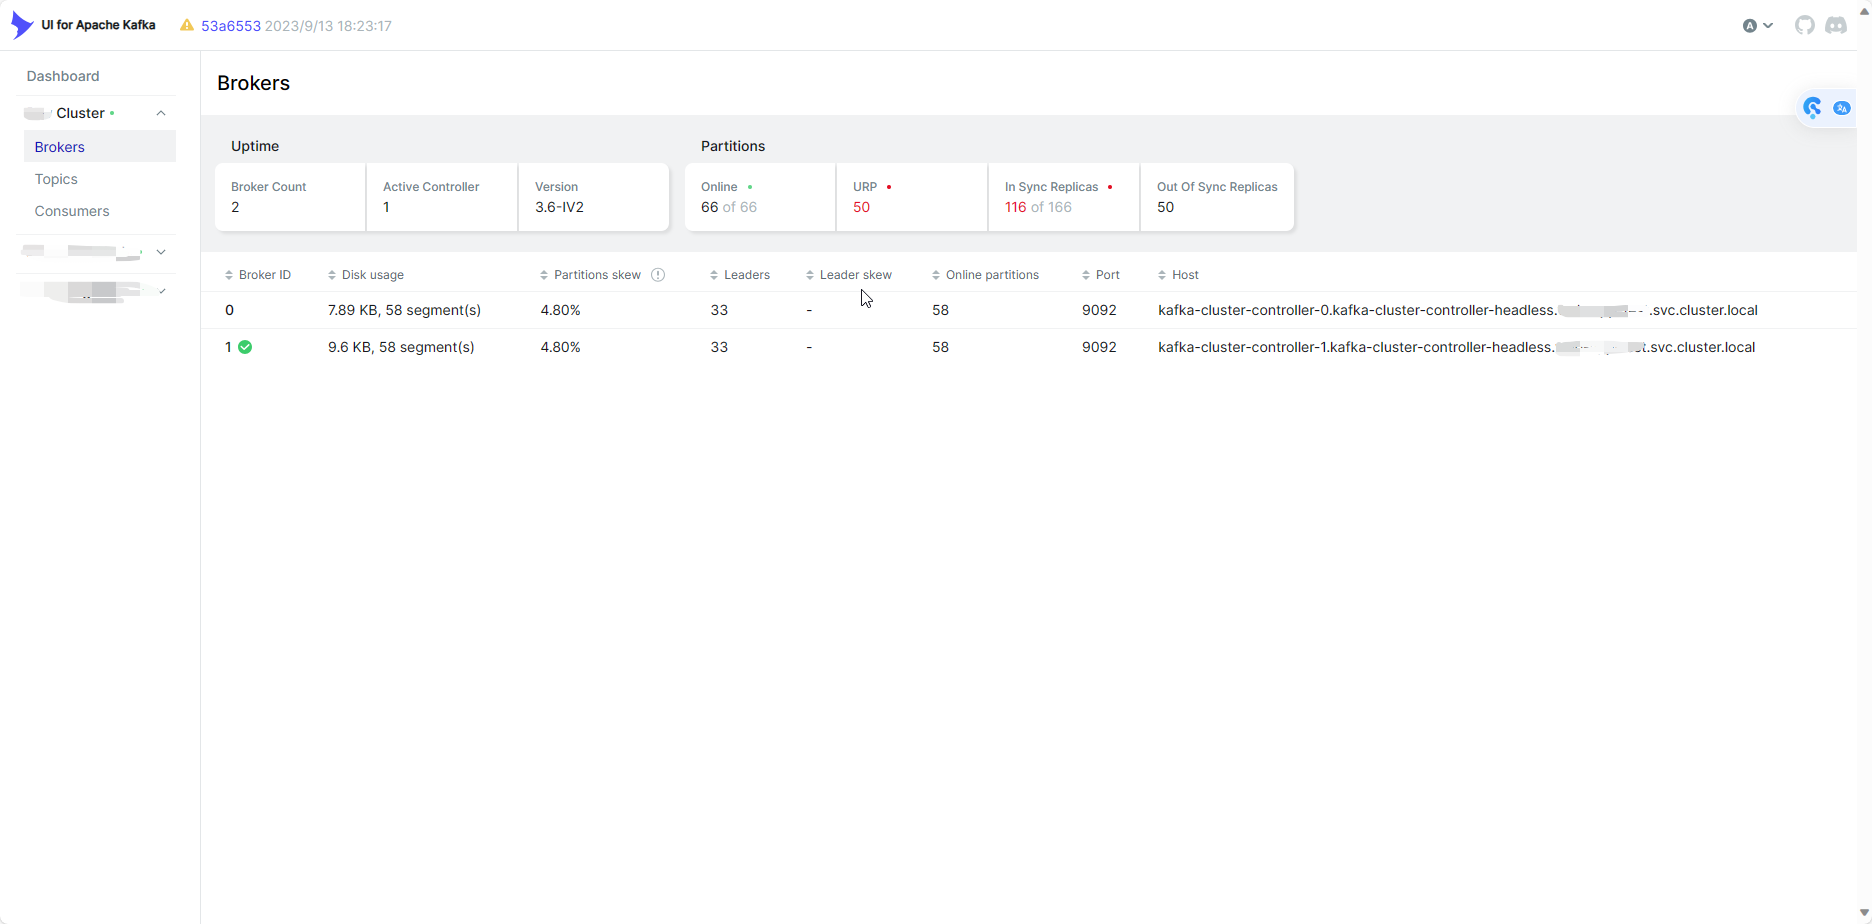 UI for Apache Kafka 53a6553 2023/9/13 18:23:17 A
Dashboard
Cluster
Brokers
Topics
Consumers
Brokers
Uptime
Broker Count
2
Active Controller
1
Version
3.6-IV2
Partitions
Online
66 of 66
URP
50
In Sync Replicas
116 of 166
Out Of Sync Replicas
50
Broker ID Disk usage Partitions skew Leaders Leader skew Online partitions Port Host
0 7.89 KB, 58 segment(s) 4.80% 33 - 58 9092 kafka-cluster-controller-0.kafka-cluster-controller-headless. .svc.cluster.local
1 9.6 KB, 58 segment(s) 4.80% 33 - 58 9092 kafka-cluster-controller-1.kafka-cluster-controller-headless. .svc.cluster.local